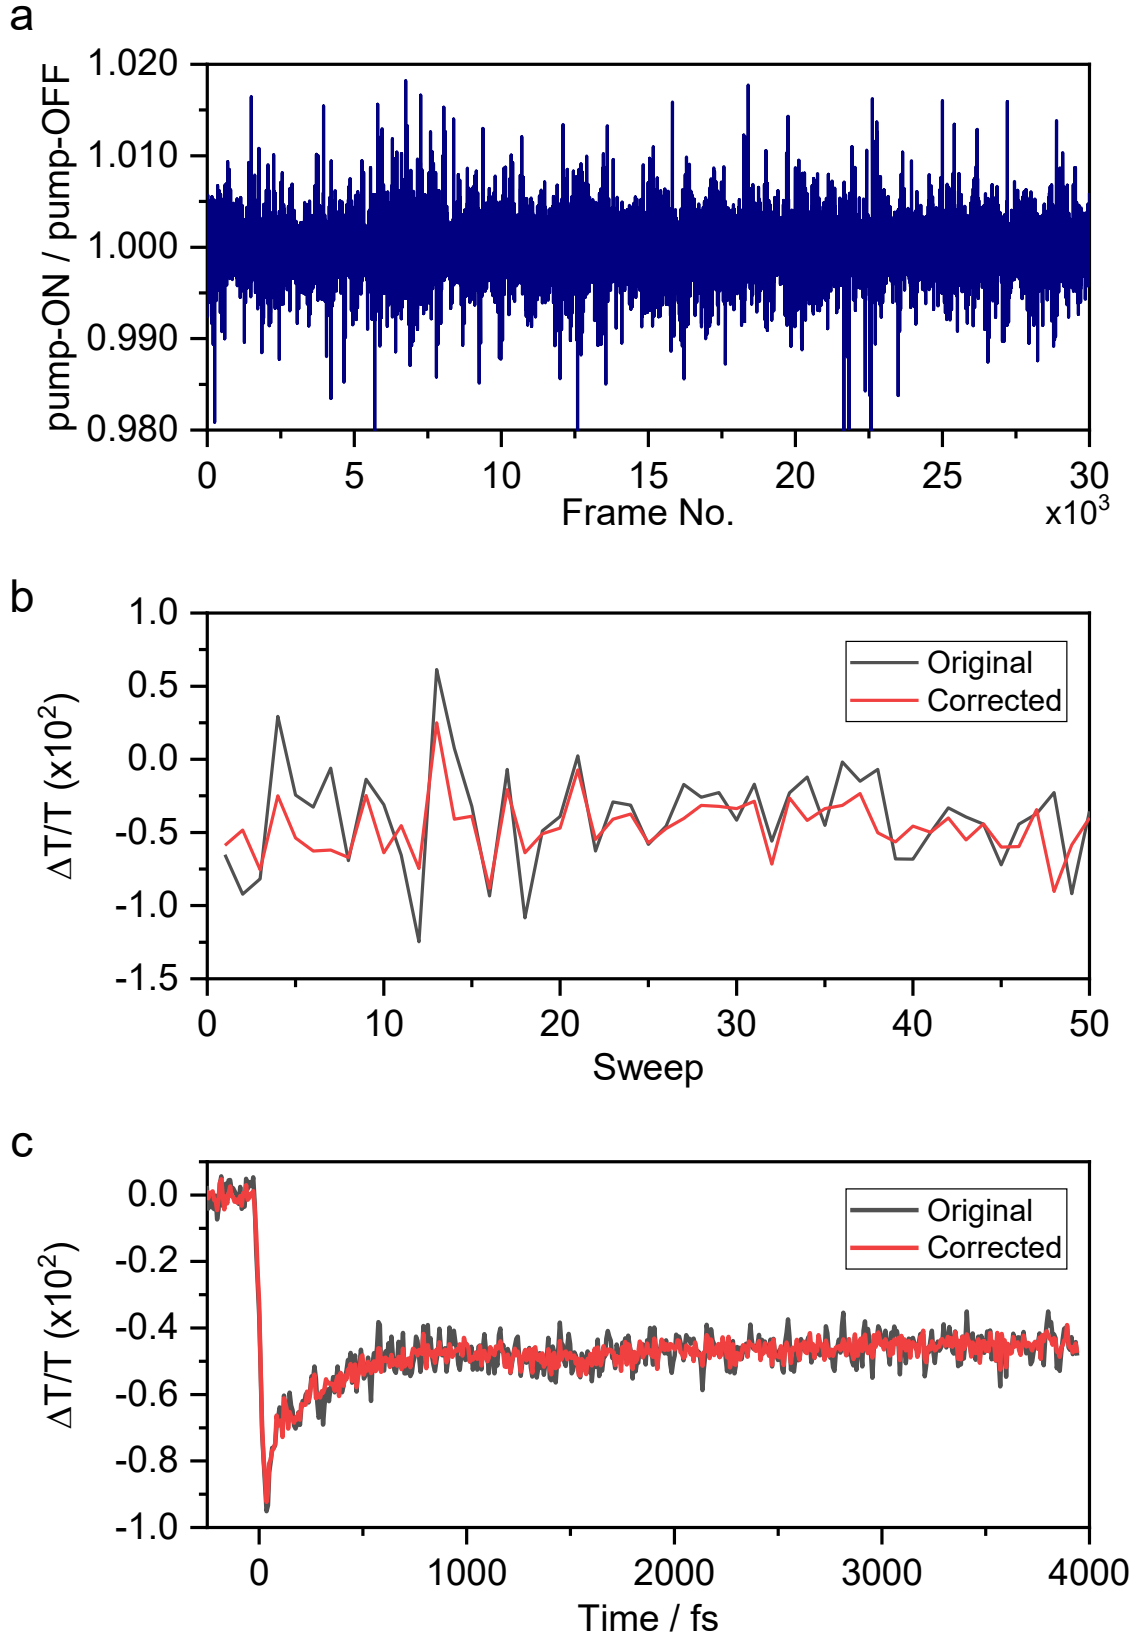 a
pump-ON / pump-OFF
1.020
1.010
1.000
0.990
0.980
0 5 10 15 20 25 30
Frame No.
x10³
b
ΔT/T (x10²)
1.0
0.5
0.0
-0.5
-1.0
-1.5
Original
Corrected
0 10 20 30 40 50
Sweep
c
ΔT/T (x10²)
0.0
-0.2
-0.4
-0.6
-0.8
-1.0
Original
Corrected
0 1000 2000 3000 4000
Time / fs